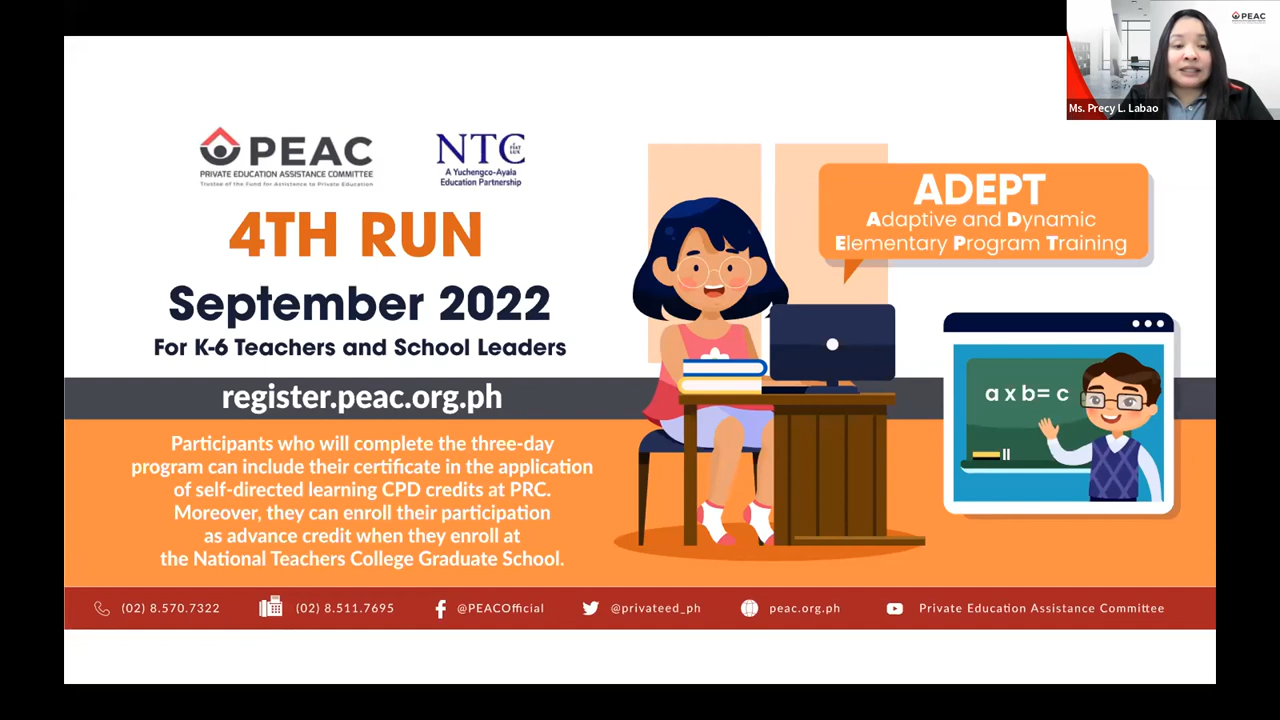 PEAC
Ms. Precy L. Labao
PEAC
PRIVATE EDUCATION ASSISTANCE COMMITTEE
Trustee of the Fund for Assistance to Private Education
NTC
FIAT
LUX
A Yuchengco-Ayala
Education Partnership
4TH RUN
September 2022
For K-6 Teachers and School Leaders
register.peac.org.ph
Participants who will complete the three-day
program can include their certificate in the application
of self-directed learning CPD credits at PRC.
Moreover, they can enroll their participation
as advance credit when they enroll at
the National Teachers College Graduate School.
ADEPT
Adaptive and Dynamic
Elementary Program Training
a x b= c
(02) 8.570.7322
(02) 8.511.7695
@PEACOfficial
@privateed_ph
peac.org.ph
Private Education Assistance Committee